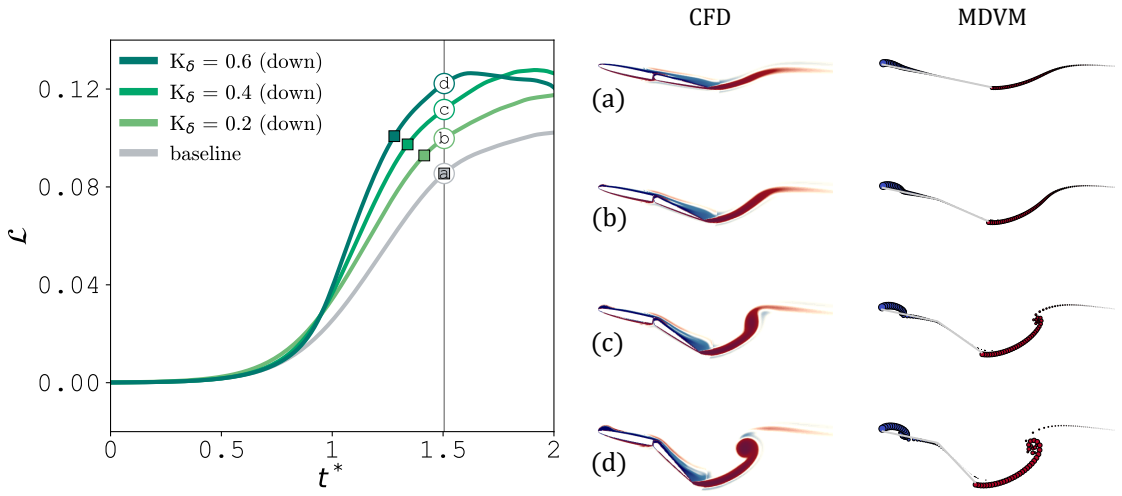 CFD
MDVM
K_δ = 0.6 (down)
K_δ = 0.4 (down)
K_δ = 0.2 (down)
baseline
0.12
0.08
0.04
0.00
ℒ
d
c
b
a
0
0.5
1
1.5
2
t*
(a)
(b)
(c)
(d)